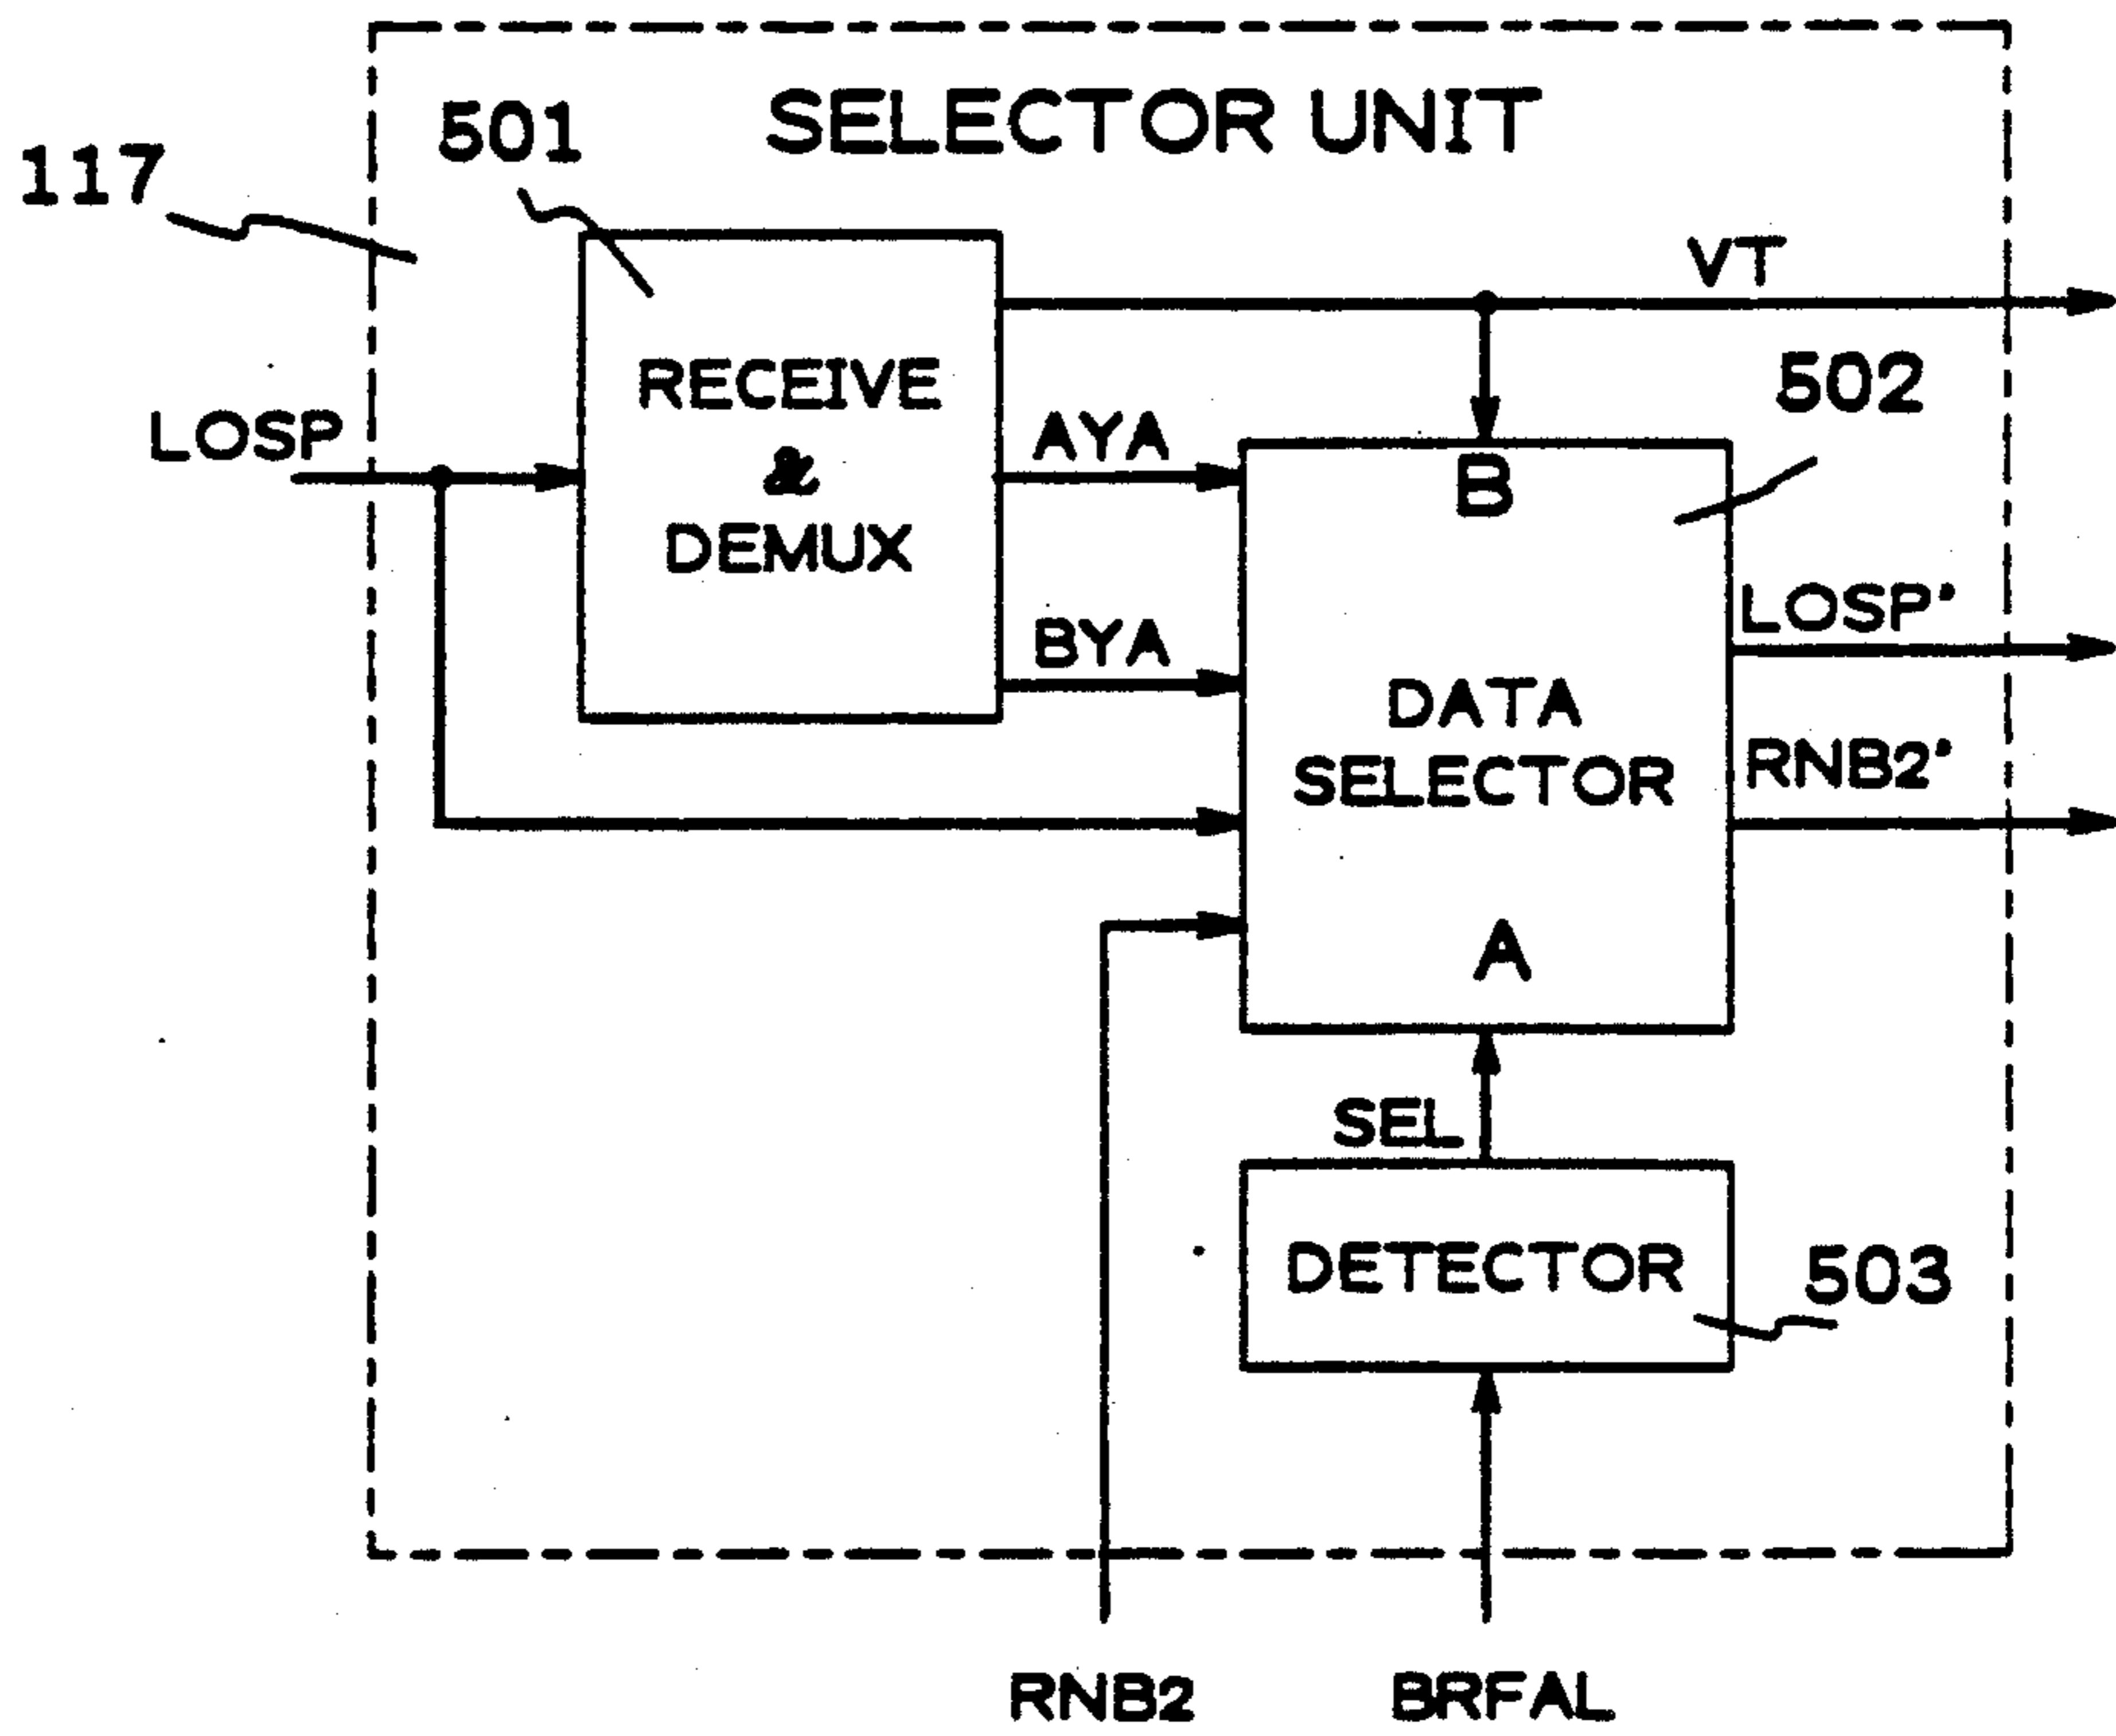 SELECTOR UNIT
117
501
VT
RECEIVE
&
DEMUX
LOSP
AYA
BYA
502
B
DATA
SELECTOR
A
LOSP'
RNB2'
SEL
DETECTOR
503
RNB2
BRFAL